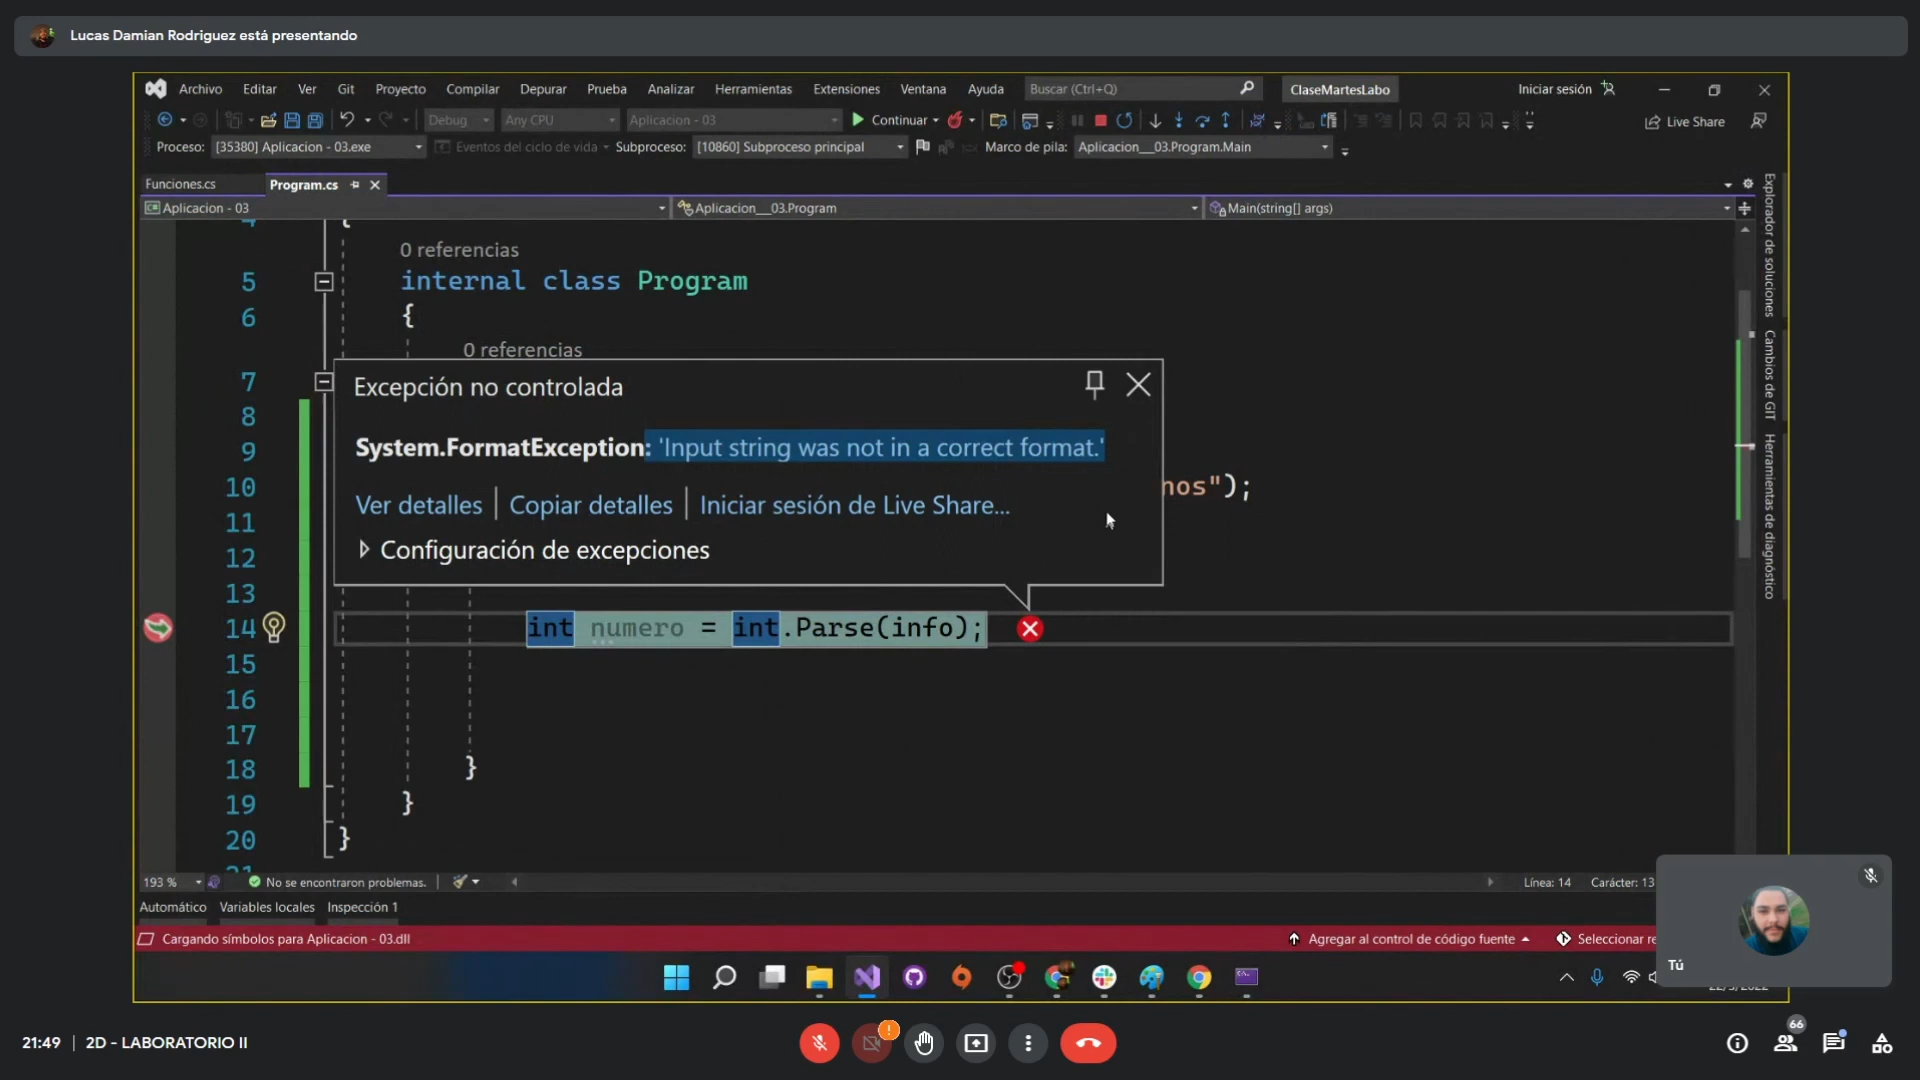 Lucas Damian Rodriguez está presentando
Archivo Editar Ver Git Proyecto Compilar Depurar Prueba Analizar Herramientas Extensiones Ventana Ayuda Buscar (Ctrl+Q) ClaseMartesLabo Iniciar sesión
Debug Any CPU Aplicacion - 03 Continuar Live Share
Proceso: [35380] Aplicacion - 03.exe Eventos del ciclo de vida Subproceso: [10860] Subproceso principal Marco de pila: Aplicacion__03.Program.Main
Funciones.cs Program.cs
Aplicacion - 03 Aplicacion__03.Program Main(string[] args)
Explorador de soluciones
Cambios de GIT
Herramientas de diagnóstico
4 {
0 referencias
5 internal class Program
6 {
0 referencias
7
8
9
10 nos");
11
12
13
Excepción no controlada
System.FormatException: 'Input string was not in a correct format.'
Ver detalles | Copiar detalles | Iniciar sesión de Live Share...
Configuración de excepciones
14 int numero = int.Parse(info);
15
16
17
18 }
19 }
20 }
21
193 % No se encontraron problemas. Línea: 14 Carácter: 13
Automático Variables locales Inspección 1
Cargando símbolos para Aplicacion - 03.dll Agregar al control de código fuente Seleccionar re
Tú
21:49 | 2D - LABORATORIO II
66